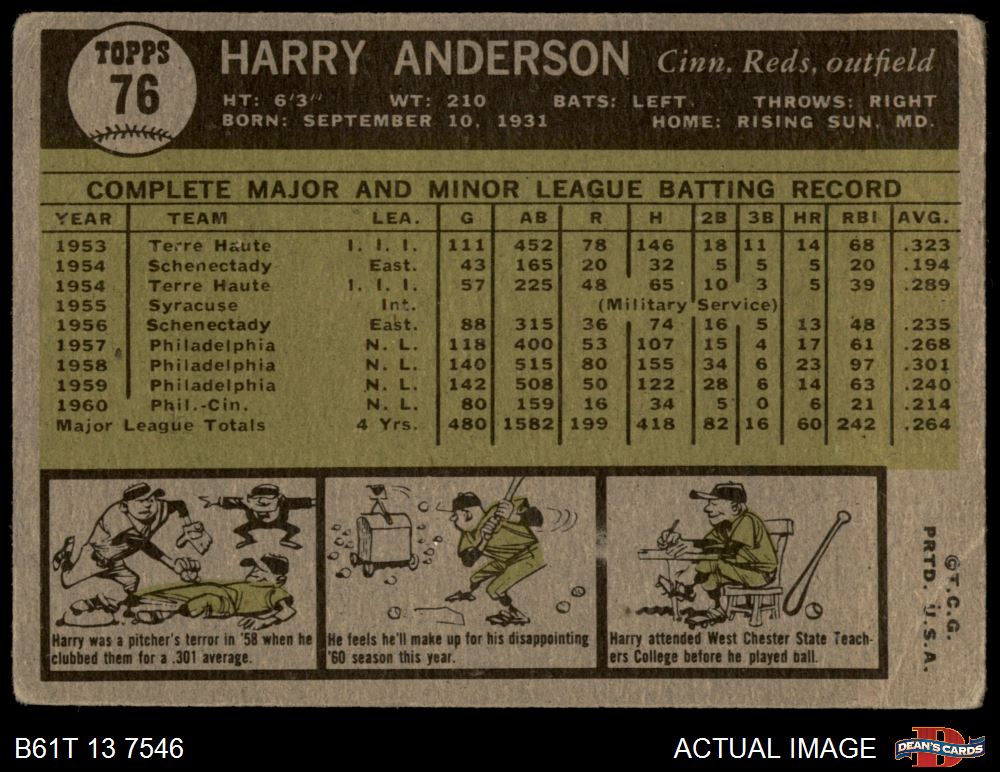 TOPPS
76
HARRY ANDERSON Cinn. Reds, outfield
HT: 6'3" WT: 210 BATS: LEFT THROWS: RIGHT
BORN: SEPTEMBER 10, 1931 HOME: RISING SUN, MD.
COMPLETE MAJOR AND MINOR LEAGUE BATTING RECORD
YEAR TEAM LEA. G AB R H 2B 3B HR RBI AVG.
1953 Terre Haute I. I. I. 111 452 78 146 18 11 14 68 .323
1954 Schenectady East. 43 165 20 32 5 5 5 20 .194
1954 Terre Haute I. I. I. 57 225 48 65 10 3 5 39 .289
1955 Syracuse Int. (Military Service)
1956 Schenectady East. 88 315 36 74 16 5 13 48 .235
1957 Philadelphia N. L. 118 400 53 107 15 4 17 61 .268
1958 Philadelphia N. L. 140 515 80 155 34 6 23 97 .301
1959 Philadelphia N. L. 142 508 50 122 28 6 14 63 .240
1960 Phil.-Cin. N. L. 80 159 16 34 5 0 6 21 .214
Major League Totals 4 Yrs. 480 1582 199 418 82 16 60 242 .264
Harry was a pitcher's terror in '58 when he
clubbed them for a .301 average.
He feels he'll make up for his disappointing
'60 season this year.
Harry attended West Chester State Teach-
ers College before he played ball.
©T.C.G.
PRTD. U.S.A.
B61T 13 7546
ACTUAL IMAGE
D
DEAN'S CARDS